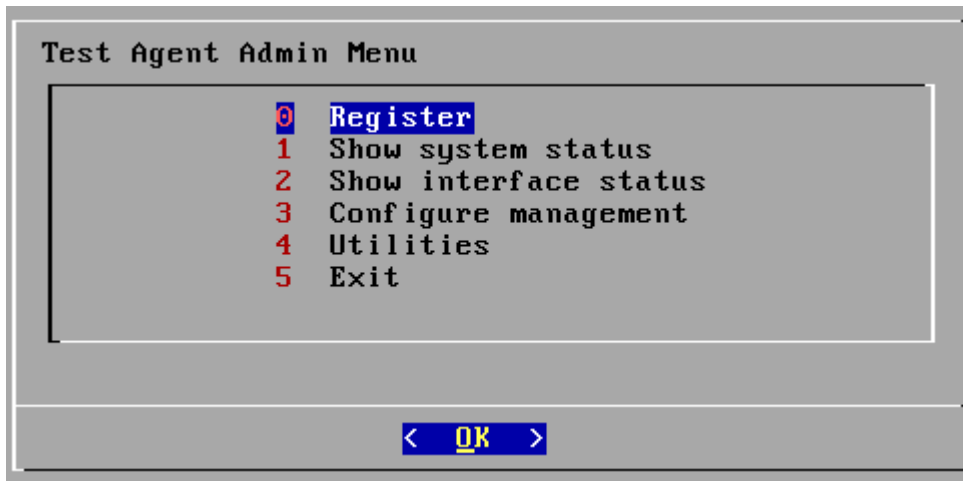 Test Agent Admin Menu
0 Register
1 Show system status
2 Show interface status
3 Configure management
4 Utilities
5 Exit
< OK >